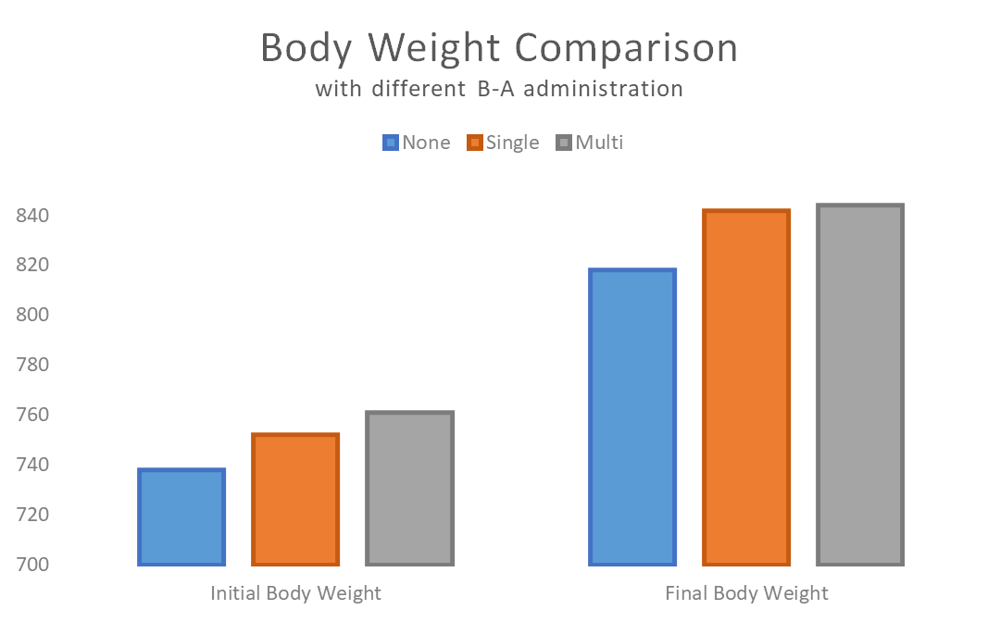 Body Weight Comparison
with different B-A administration
None Single Multi
840
820
800
780
760
740
720
700
Initial Body Weight Final Body Weight